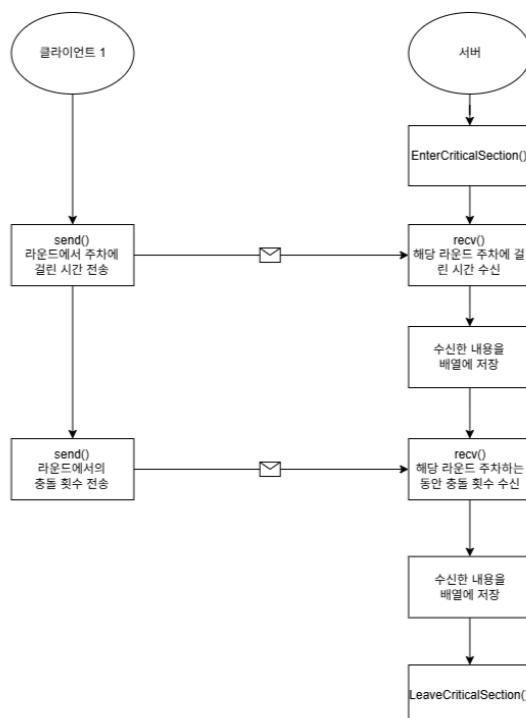 클라이언트 1
서버
EnterCriticalSection()
send()
라운드에서 주차에
걸린 시간 전송
recv()
해당 라운드 주차에 걸
린 시간 수신
수신한 내용을
배열에 저장
send()
라운드에서의
충돌 횟수 전송
recv()
해당 라운드 주차하는
동안 충돌 횟수 수신
수신한 내용을
배열에 저장
LeaveCriticalSection()